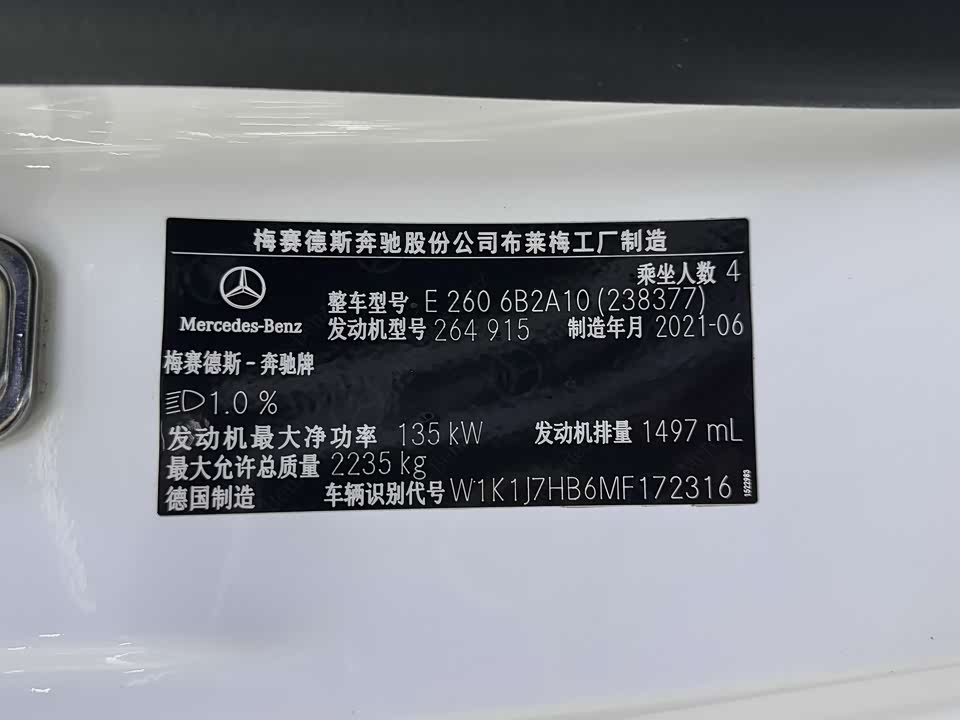 梅赛德斯奔驰股份公司布莱梅工厂制造
乘坐人数 4
Mercedes-Benz
整车型号 E 260 6B2A10 (238377)
发动机型号 264 915 制造年月 2021-06
梅赛德斯-奔驰牌
1.0 %
发动机最大净功率 135 kW 发动机排量 1497 mL
最大允许总质量 2235 kg
德国制造 车辆识别代号 W1K1J7HB6MF172316
1522983